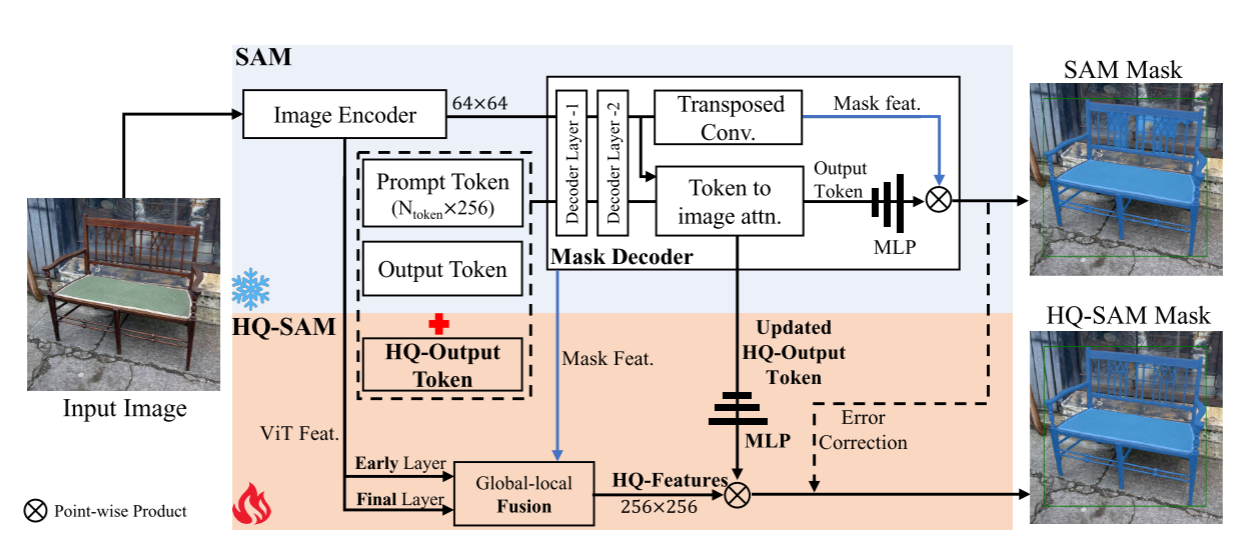 SAM
Image Encoder
64×64
Decoder Layer -1
Decoder Layer -2
Transposed
Conv.
Mask feat.
Prompt Token
(Ntoken×256)
Token to
image attn.
Output
Token
MLP
Mask Decoder
Output Token
SAM Mask
Input Image
HQ-SAM
HQ-Output
Token
Mask Feat.
Updated
HQ-Output
Token
MLP
Error
Correction
HQ-SAM Mask
ViT Feat.
Early Layer
Final Layer
Global-local
Fusion
HQ-Features
256×256
Point-wise Product